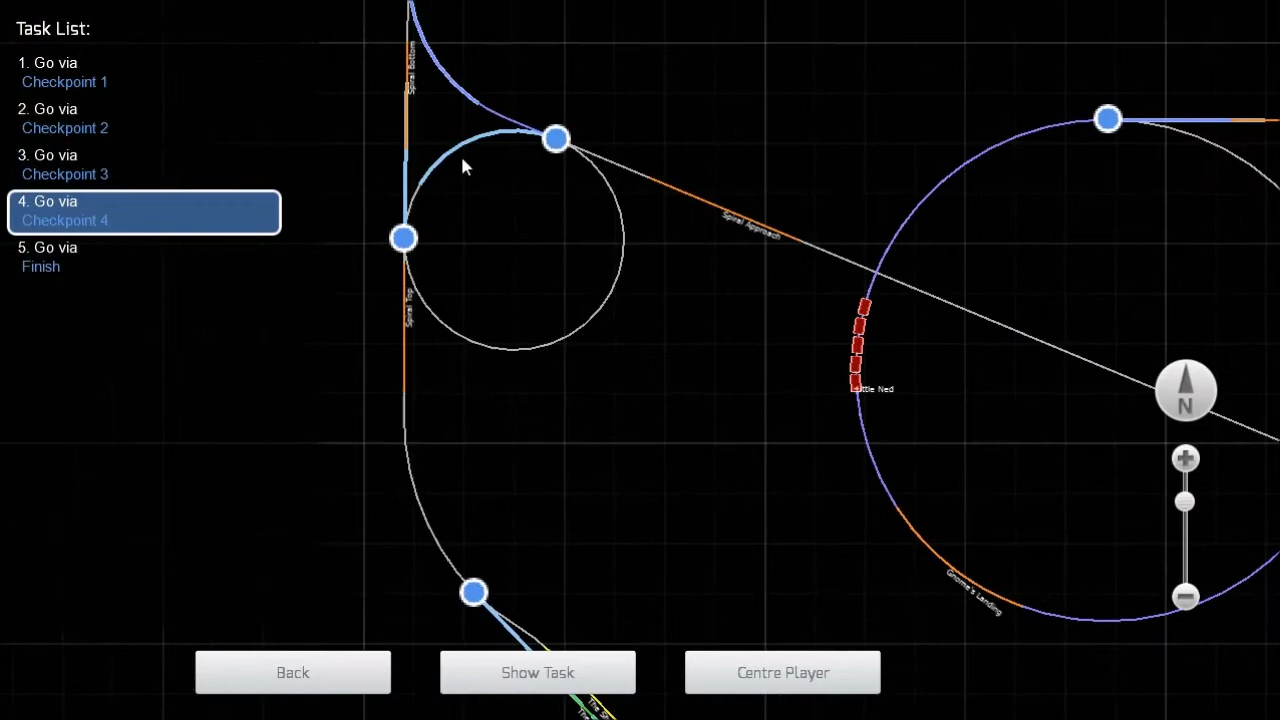 Task List:
1. Go via
Checkpoint 1
2. Go via
Checkpoint 2
3. Go via
Checkpoint 3
4. Go via
Checkpoint 4
5. Go via
Finish
Spiral Bottom
Spiral Approach
Spiral Top
Little Ned
N
Gnome's Landing
Back
Show Task
Centre Player